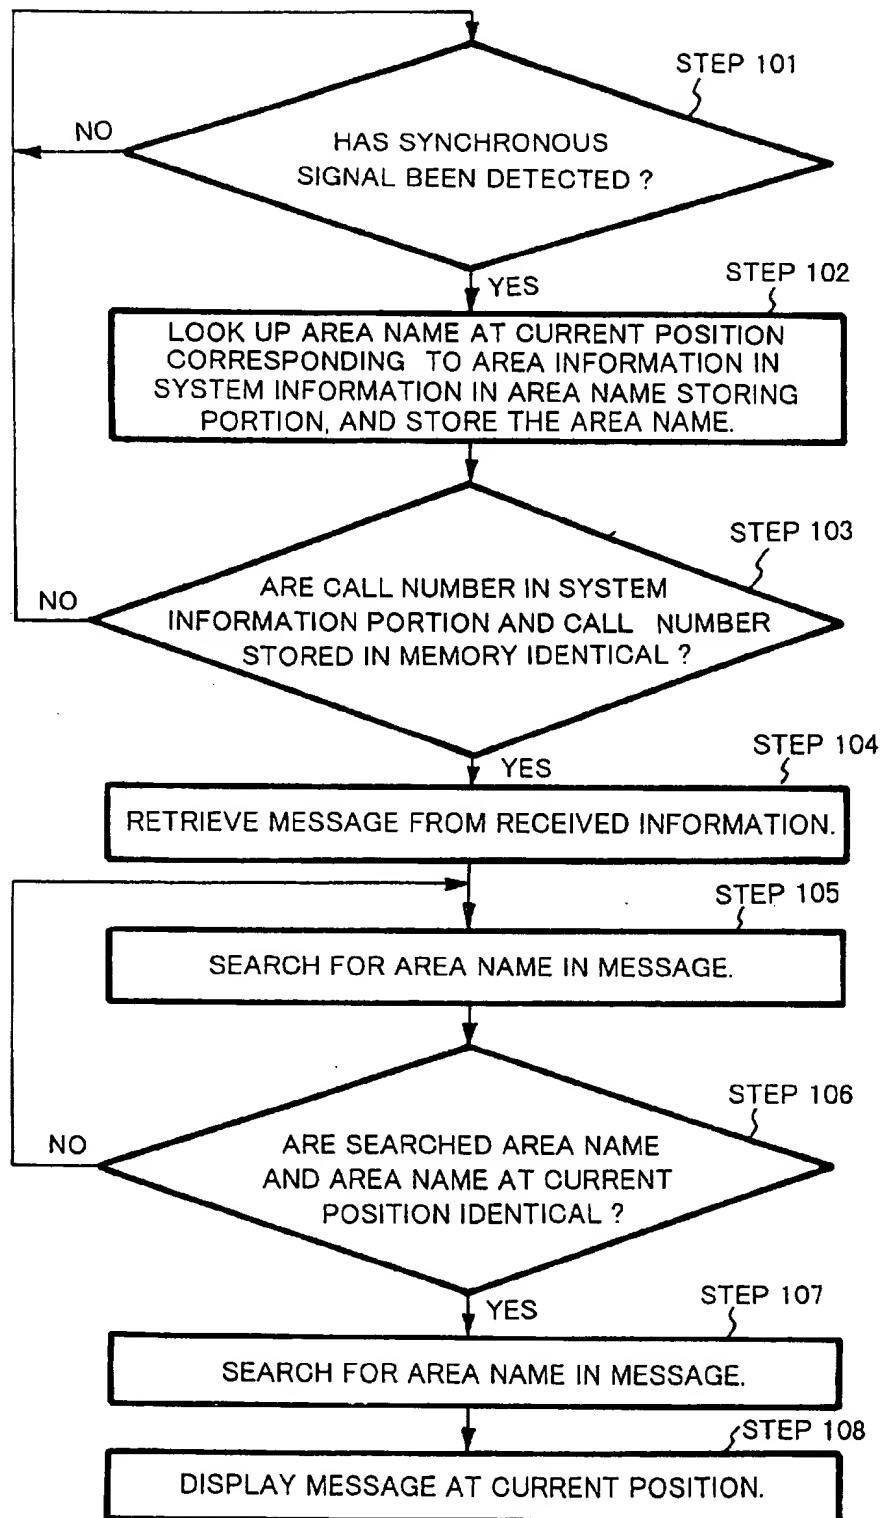 STEP 101
HAS SYNCHRONOUS
SIGNAL BEEN DETECTED ?
NO
YES
STEP 102
LOOK UP AREA NAME AT CURRENT POSITION
CORRESPONDING TO AREA INFORMATION IN
SYSTEM INFORMATION IN AREA NAME STORING
PORTION, AND STORE THE AREA NAME.
STEP 103
ARE CALL NUMBER IN SYSTEM
INFORMATION PORTION AND CALL NUMBER
STORED IN MEMORY IDENTICAL ?
NO
YES
STEP 104
RETRIEVE MESSAGE FROM RECEIVED INFORMATION.
STEP 105
SEARCH FOR AREA NAME IN MESSAGE.
STEP 106
ARE SEARCHED AREA NAME
AND AREA NAME AT CURRENT
POSITION IDENTICAL ?
NO
YES
STEP 107
SEARCH FOR AREA NAME IN MESSAGE.
STEP 108
DISPLAY MESSAGE AT CURRENT POSITION.